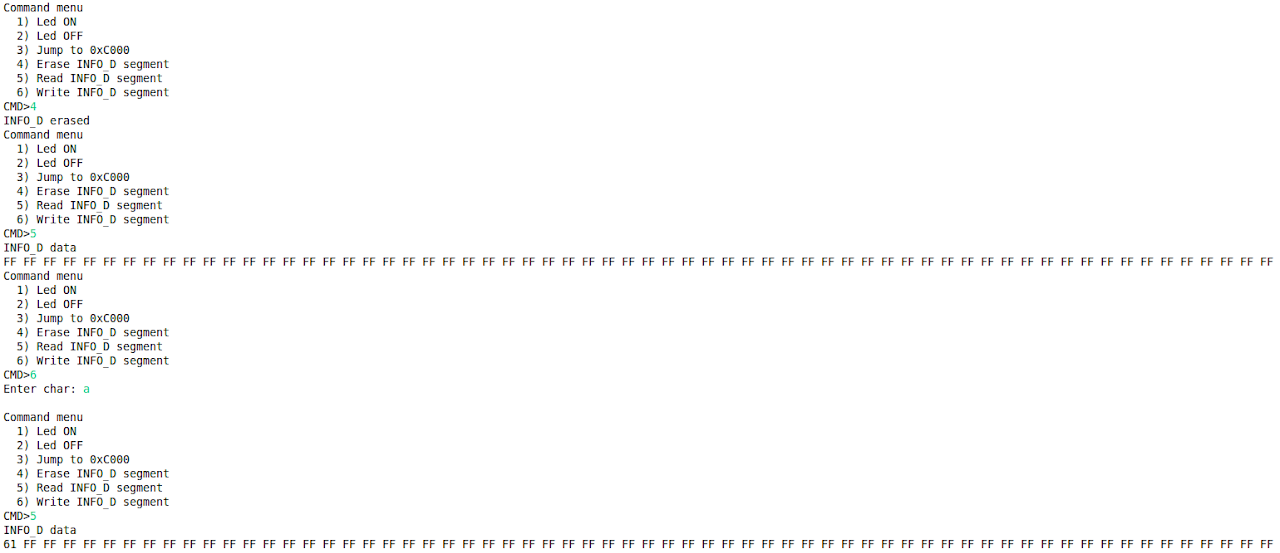 Command menu
  1) Led ON
  2) Led OFF
  3) Jump to 0xC000
  4) Erase INFO_D segment
  5) Read INFO_D segment
  6) Write INFO_D segment
CMD>4
INFO_D erased
Command menu
  1) Led ON
  2) Led OFF
  3) Jump to 0xC000
  4) Erase INFO_D segment
  5) Read INFO_D segment
  6) Write INFO_D segment
CMD>5
INFO_D data
FF FF FF FF FF FF FF FF FF FF FF FF FF FF FF FF FF FF FF FF FF FF FF FF FF FF FF FF FF FF FF FF FF FF FF FF FF FF FF FF FF FF FF FF FF FF FF FF FF FF FF FF FF FF FF FF FF FF FF FF FF FF FF FF
Command menu
  1) Led ON
  2) Led OFF
  3) Jump to 0xC000
  4) Erase INFO_D segment
  5) Read INFO_D segment
  6) Write INFO_D segment
CMD>6
Enter char: a
Command menu
  1) Led ON
  2) Led OFF
  3) Jump to 0xC000
  4) Erase INFO_D segment
  5) Read INFO_D segment
  6) Write INFO_D segment
CMD>5
INFO_D data
61 FF FF FF FF FF FF FF FF FF FF FF FF FF FF FF FF FF FF FF FF FF FF FF FF FF FF FF FF FF FF FF FF FF FF FF FF FF FF FF FF FF FF FF FF FF FF FF FF FF FF FF FF FF FF FF FF FF FF FF FF FF FF FF